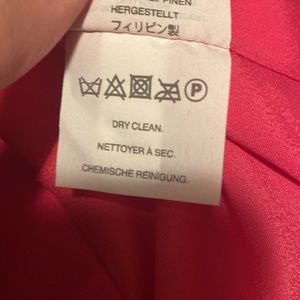 HERGESTELLT
フィリピン製
P
DRY CLEAN.
NETTOYER À SEC.
CHEMISCHE REINIGUNG.